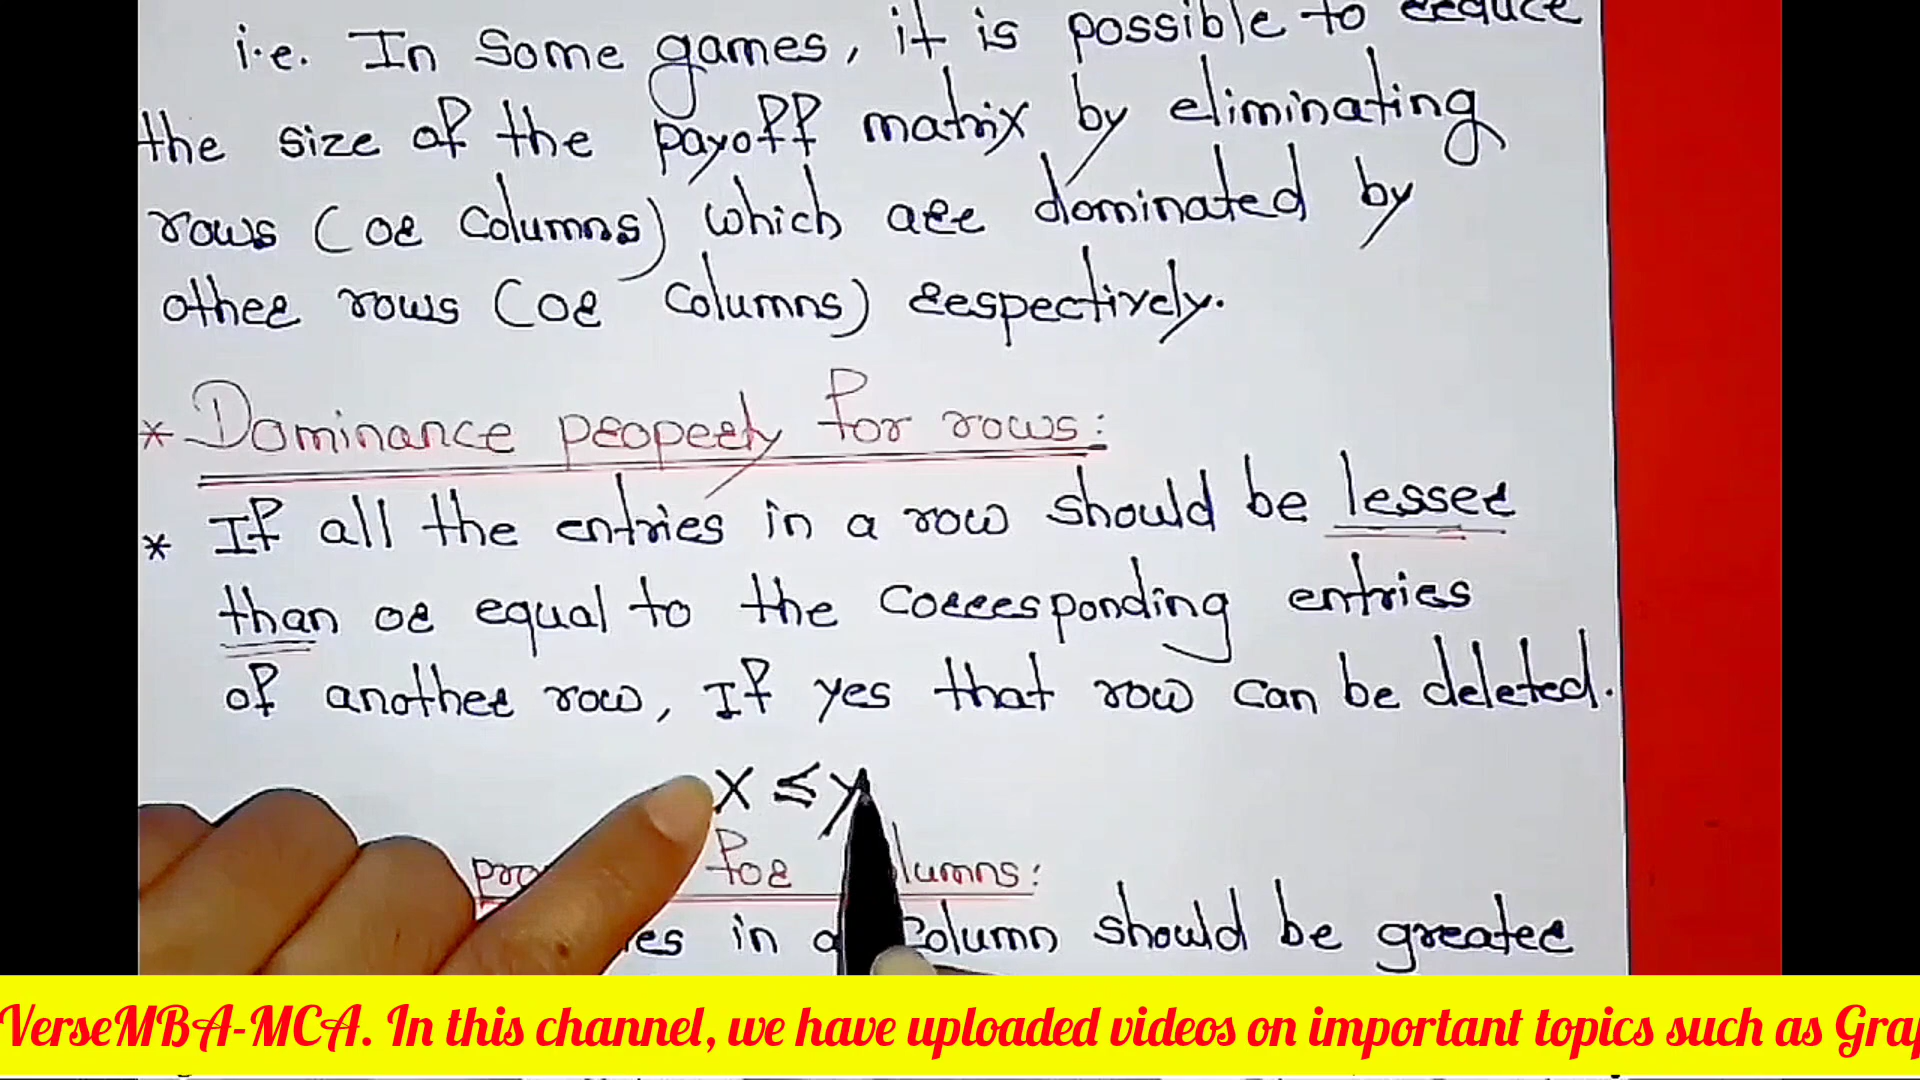 i.e. In Some games, it is possible to reduce
the size of the payoff matrix by eliminating
rows (or Columns) which are dominated by
other rows (or Columns) respectively.
* Dominance property for rows:
* If all the entries in a row should be lesser
than or equal to the Corresponding entries
of another row, If yes that row can be deleted.
X ≤ Y
for
in a Column should be greater
VerseMBA-MCA. In this channel, we have uploaded videos on important topics such as Gra